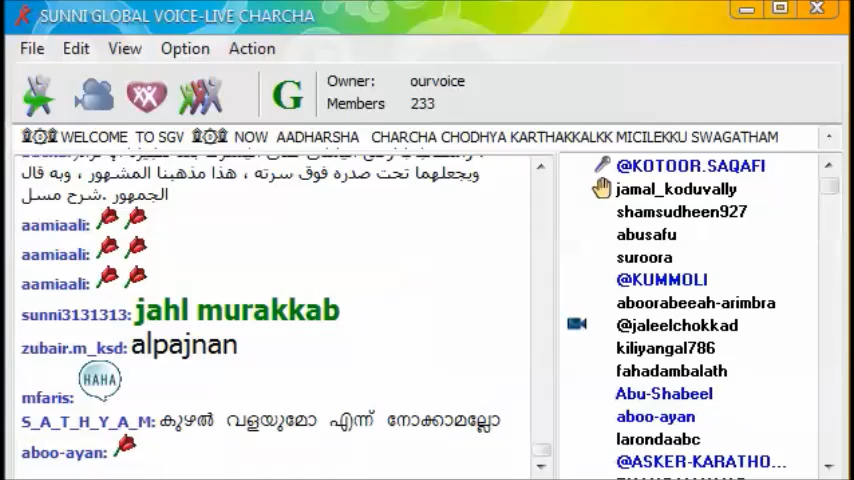 SUNNI GLOBAL VOICE-LIVE CHARCHA
File Edit View Option Action
G
Owner: ourvoice
Members 233
WELCOME TO SGV NOW AADHARSHA CHARCHA CHODHYA KARTHAKKALKK MICILEKKU SWAGATHAM
ويجعلهما تحت صدره فوق سرته ، هذا مذهبنا المشهور ، وبه قال
الجمهور .شرح مسل
aamiaali:
aamiaali:
aamiaali:
sunni3131313: jahl murakkab
zubair.m_ksd: alpajnan
HAHA
mfaris:
S_A_T_H_Y_A_M: കുഴൽ വളയുമോ എന്ന് നോക്കാമല്ലോ
aboo-ayan:
@KOTOOR.SAQAFI
jamal_koduvally
shamsudheen927
abusafu
suroora
@KUMMOLI
aboorabeeah-arimbra
@jaleelchokkad
kiliyangal786
fahadambalath
Abu-Shabeel
aboo-ayan
larondaabc
@ASKER-KARATHO...